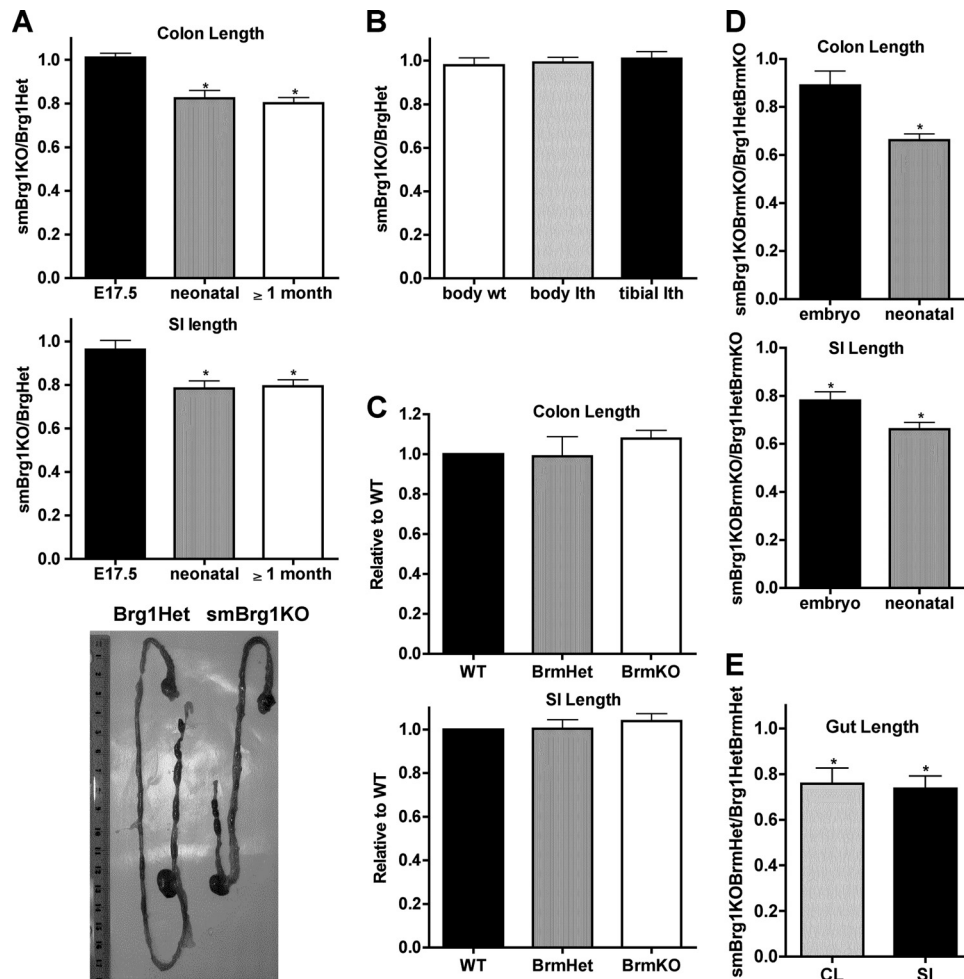 A
Colon Length
smBrg1KO/Brg1Het
1.0
0.8
0.6
0.4
0.2
0.0
*
*
E17.5 neonatal ≥ 1 month
SI length
smBrg1KO/BrgHet
1.0
0.8
0.6
0.4
0.2
0.0
*
*
E17.5 neonatal ≥ 1 month
Brg1Het smBrg1KO
B
smBrg1KO/BrgHet
1.0
0.8
0.6
0.4
0.2
0.0
body wt body lth tibial lth
C
Colon Length
Relative to WT
1.2
1.0
0.8
0.6
0.4
0.2
0.0
WT BrmHet BrmKO
SI Length
Relative to WT
1.0
0.8
0.6
0.4
0.2
0.0
WT BrmHet BrmKO
D
Colon Length
smBrg1KOBrmKO/Brg1HetBrmKO
1.0
0.8
0.6
0.4
0.2
0.0
*
embryo neonatal
SI Length
smBrg1KOBrmKO/Brg1HetBrmKO
0.8
0.6
0.4
0.2
0.0
*
*
embryo neonatal
E
Gut Length
smBrg1KOBrmHet/Brg1HetBrmHet
1.0
0.8
0.6
0.4
0.2
0.0
*
*
CL SI